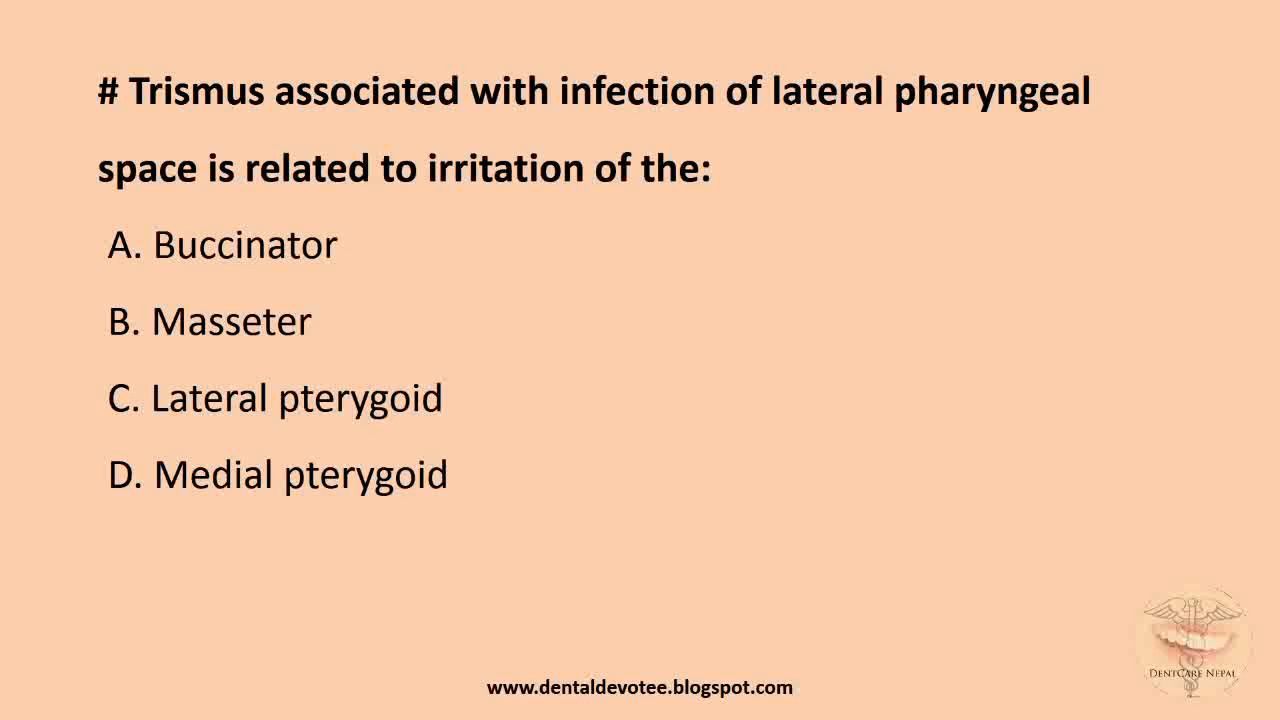 # Trismus associated with infection of lateral pharyngeal
space is related to irritation of the:
A. Buccinator
B. Masseter
C. Lateral pterygoid
D. Medial pterygoid
DENTCARE NEPAL
www.dentaldevotee.blogspot.com